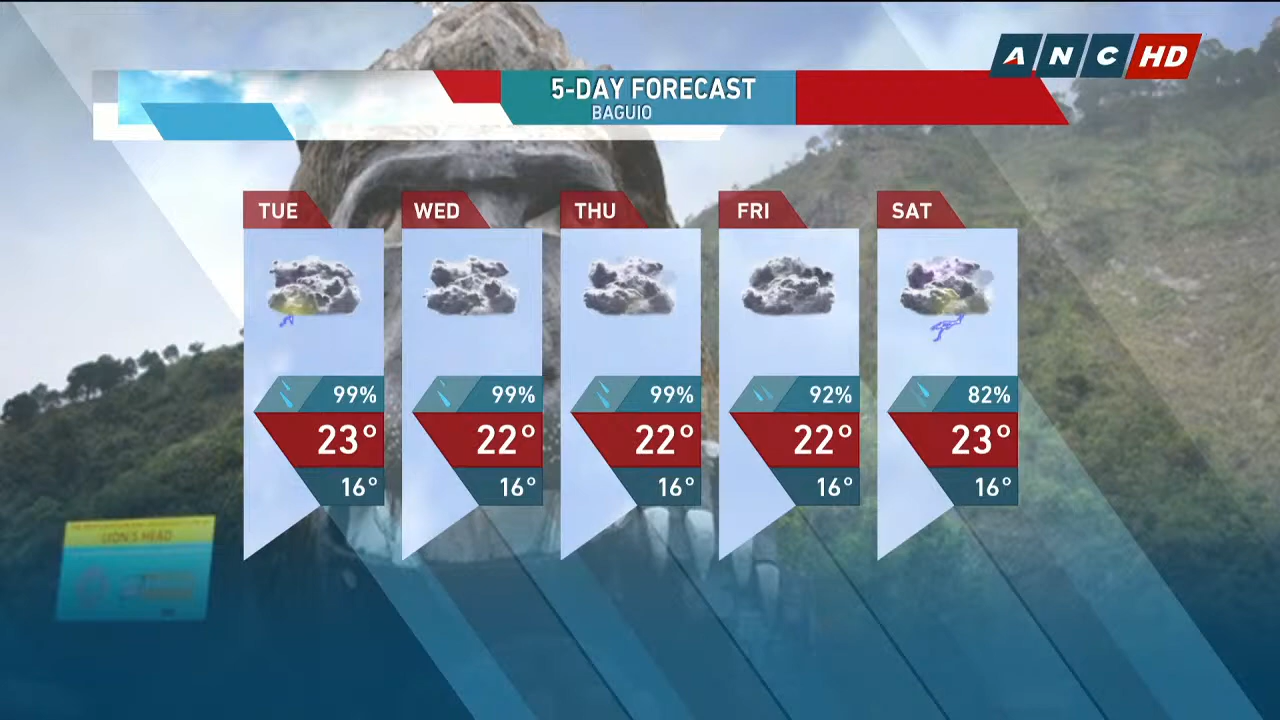 ANC HD
5-DAY FORECAST
BAGUIO
TUE
WED
THU
FRI
SAT
99%
99%
99%
92%
82%
23°
22°
22°
22°
23°
16°
16°
16°
16°
16°
LION'S HEAD